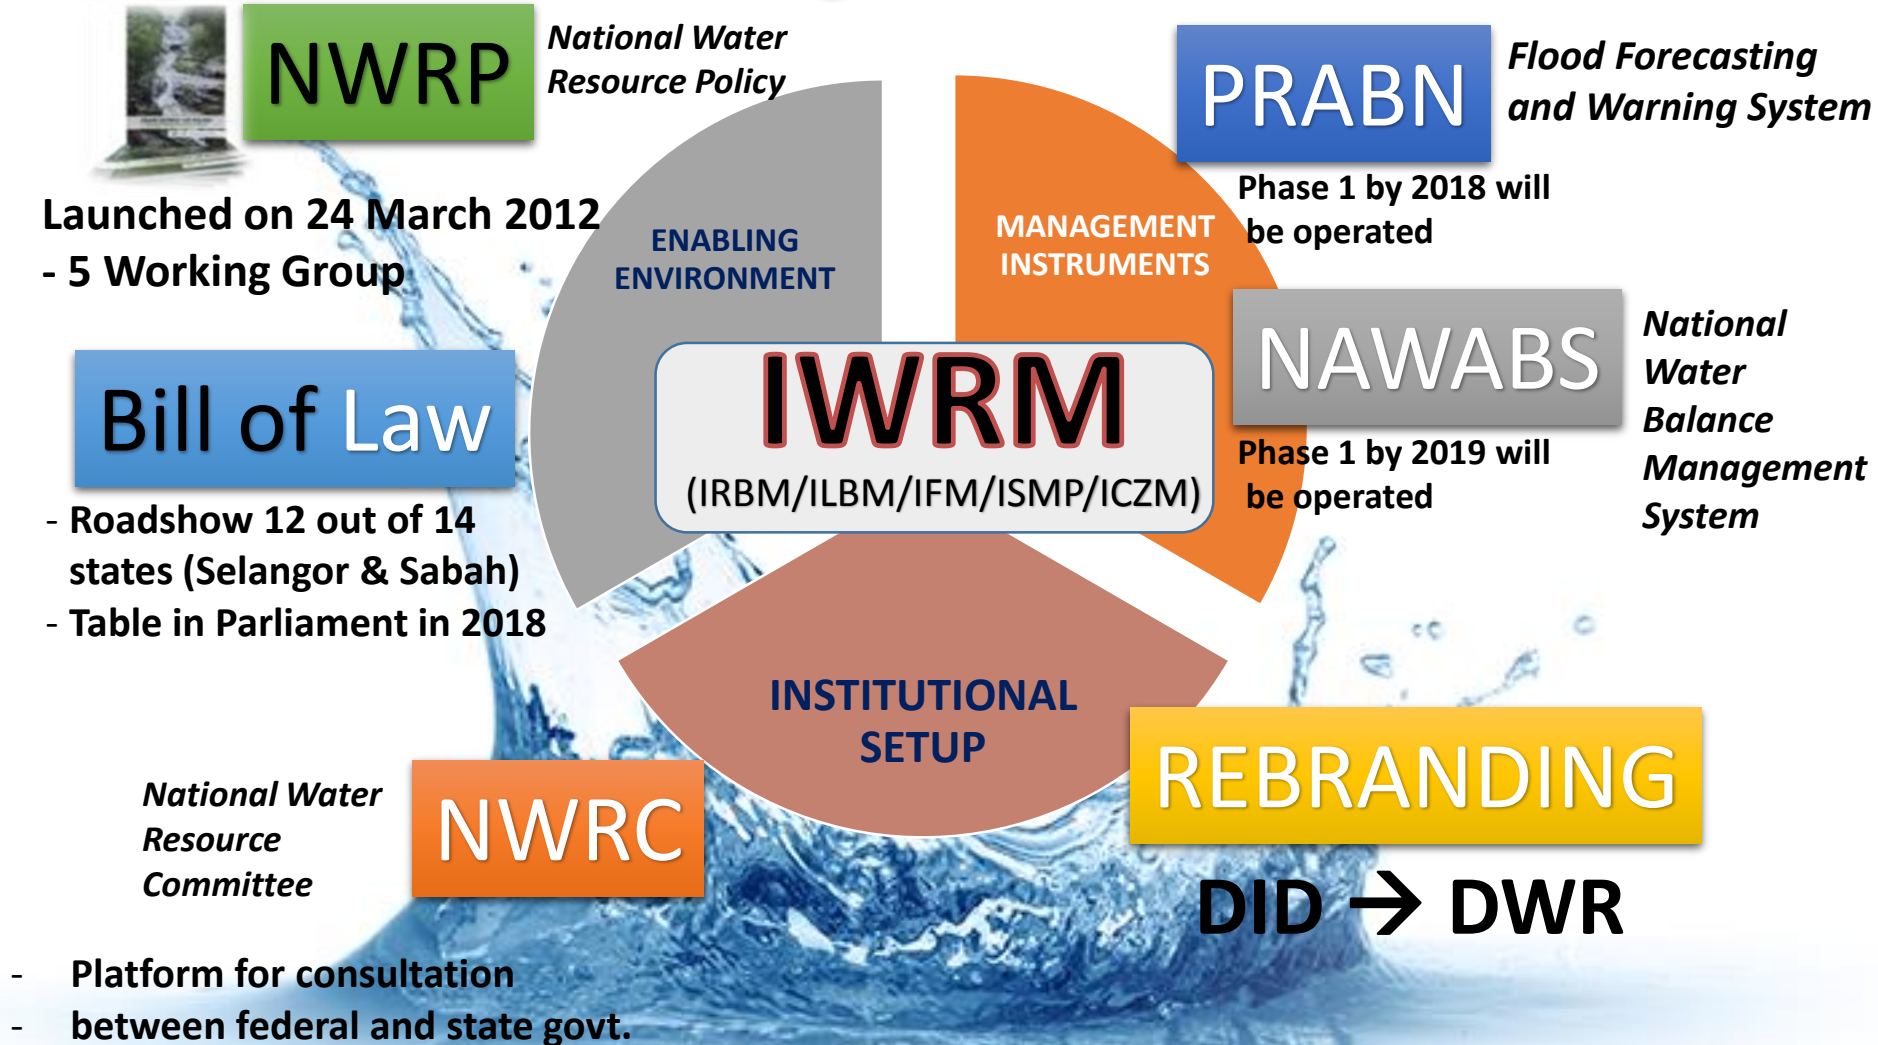 NWRP
National Water
Resource Policy
Launched on 24 March 2012
- 5 Working Group
Bill of Law
- Roadshow 12 out of 14
states (Selangor & Sabah)
- Table in Parliament in 2018
ENABLING
ENVIRONMENT
MANAGEMENT
INSTRUMENTS
IWRM
(IRBM/ILBM/IFM/ISMP/ICZM)
INSTITUTIONAL
SETUP
PRABN
Flood Forecasting
and Warning System
Phase 1 by 2018 will
be operated
NAWABS
National
Water
Balance
Management
System
Phase 1 by 2019 will
be operated
National Water
Resource
Committee
NWRC
- Platform for consultation
- between federal and state govt.
REBRANDING
DID → DWR